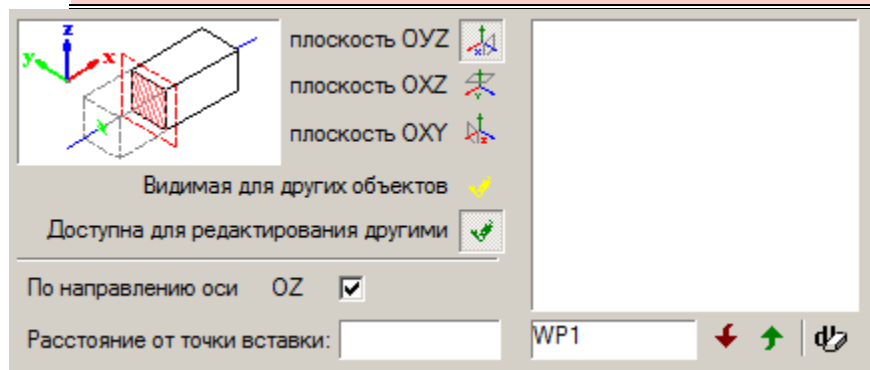 z
y
x
плоскость ОYZ
плоскость OXZ
плоскость OXY
Видимая для других объектов
Доступна для редактирования другими
По направлению оси OZ
Расстояние от точки вставки:
WP1